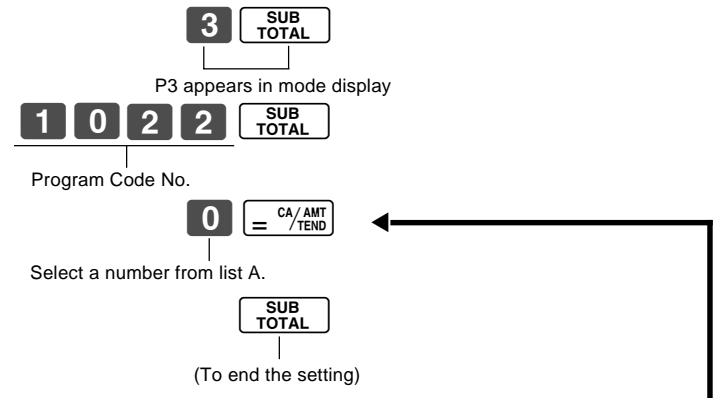 3 SUB TOTAL
P3 appears in mode display
1 0 2 2 SUB TOTAL
Program Code No.
0 = CA/AMT /TEND
Select a number from list A.
SUB TOTAL
(To end the setting)